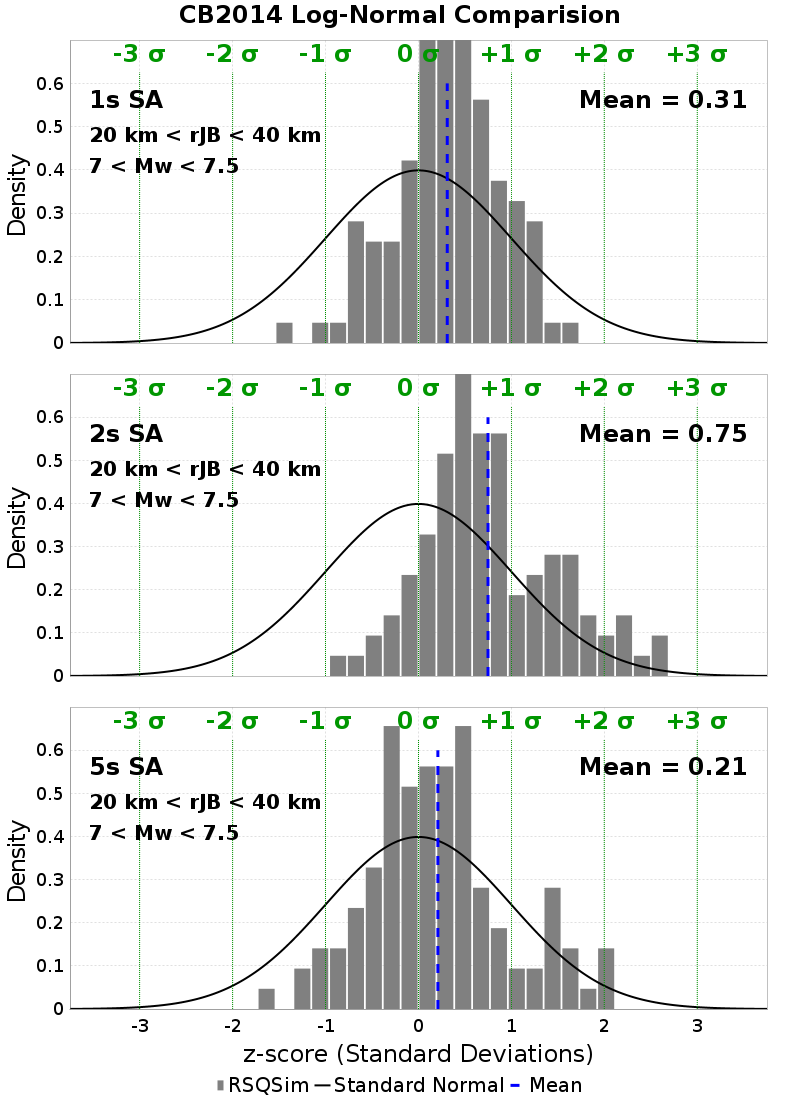 CB2014 Log-Normal Comparision
-3 σ -2 σ -1 σ 0 σ +1 σ +2 σ +3 σ
1s SA
Mean = 0.31
20 km < rJB < 40 km
7 < Mw < 7.5
Density
0.6
0.5
0.4
0.3
0.2
0.1
0
-3 σ -2 σ -1 σ 0 σ +1 σ +2 σ +3 σ
2s SA
Mean = 0.75
20 km < rJB < 40 km
7 < Mw < 7.5
Density
0.6
0.5
0.4
0.3
0.2
0.1
0
-3 σ -2 σ -1 σ 0 σ +1 σ +2 σ +3 σ
5s SA
Mean = 0.21
20 km < rJB < 40 km
7 < Mw < 7.5
Density
0.6
0.5
0.4
0.3
0.2
0.1
0
-3 -2 -1 0 1 2 3
z-score (Standard Deviations)
RSQSim Standard Normal Mean